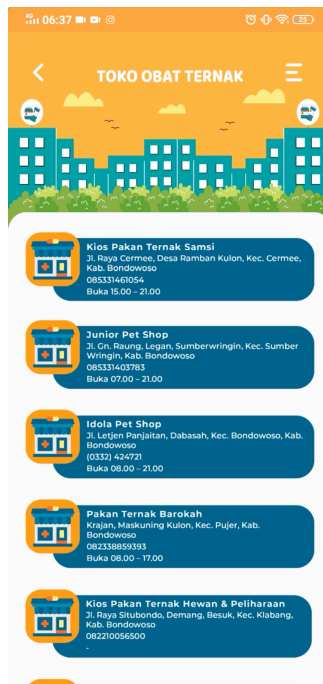 4G 06:37 25
TOKO OBAT TERNAK
Kios Pakan Ternak Samsi
Jl. Raya Cermee, Desa Ramban Kulon, Kec. Cermee,
Kab. Bondowoso
085331461054
Buka 15.00 – 21.00
Junior Pet Shop
Jl. Gn. Raung, Legan, Sumberwringin, Kec. Sumber
Wringin, Kab. Bondowoso
085331403783
Buka 07.00 – 21.00
Idola Pet Shop
Jl. Letjen Panjaitan, Dabasah, Kec. Bondowoso, Kab.
Bondowoso
(0332) 424721
Buka 08.00 – 21.00
Pakan Ternak Barokah
Krajan, Maskuning Kulon, Kec. Pujer, Kab.
Bondowoso
082338859393
Buka 08.00 – 17.00
Kios Pakan Ternak Hewan & Peliharaan
Jl. Raya Situbondo, Demang, Besuk, Kec. Klabang,
Kab. Bondowoso
082210056500
-